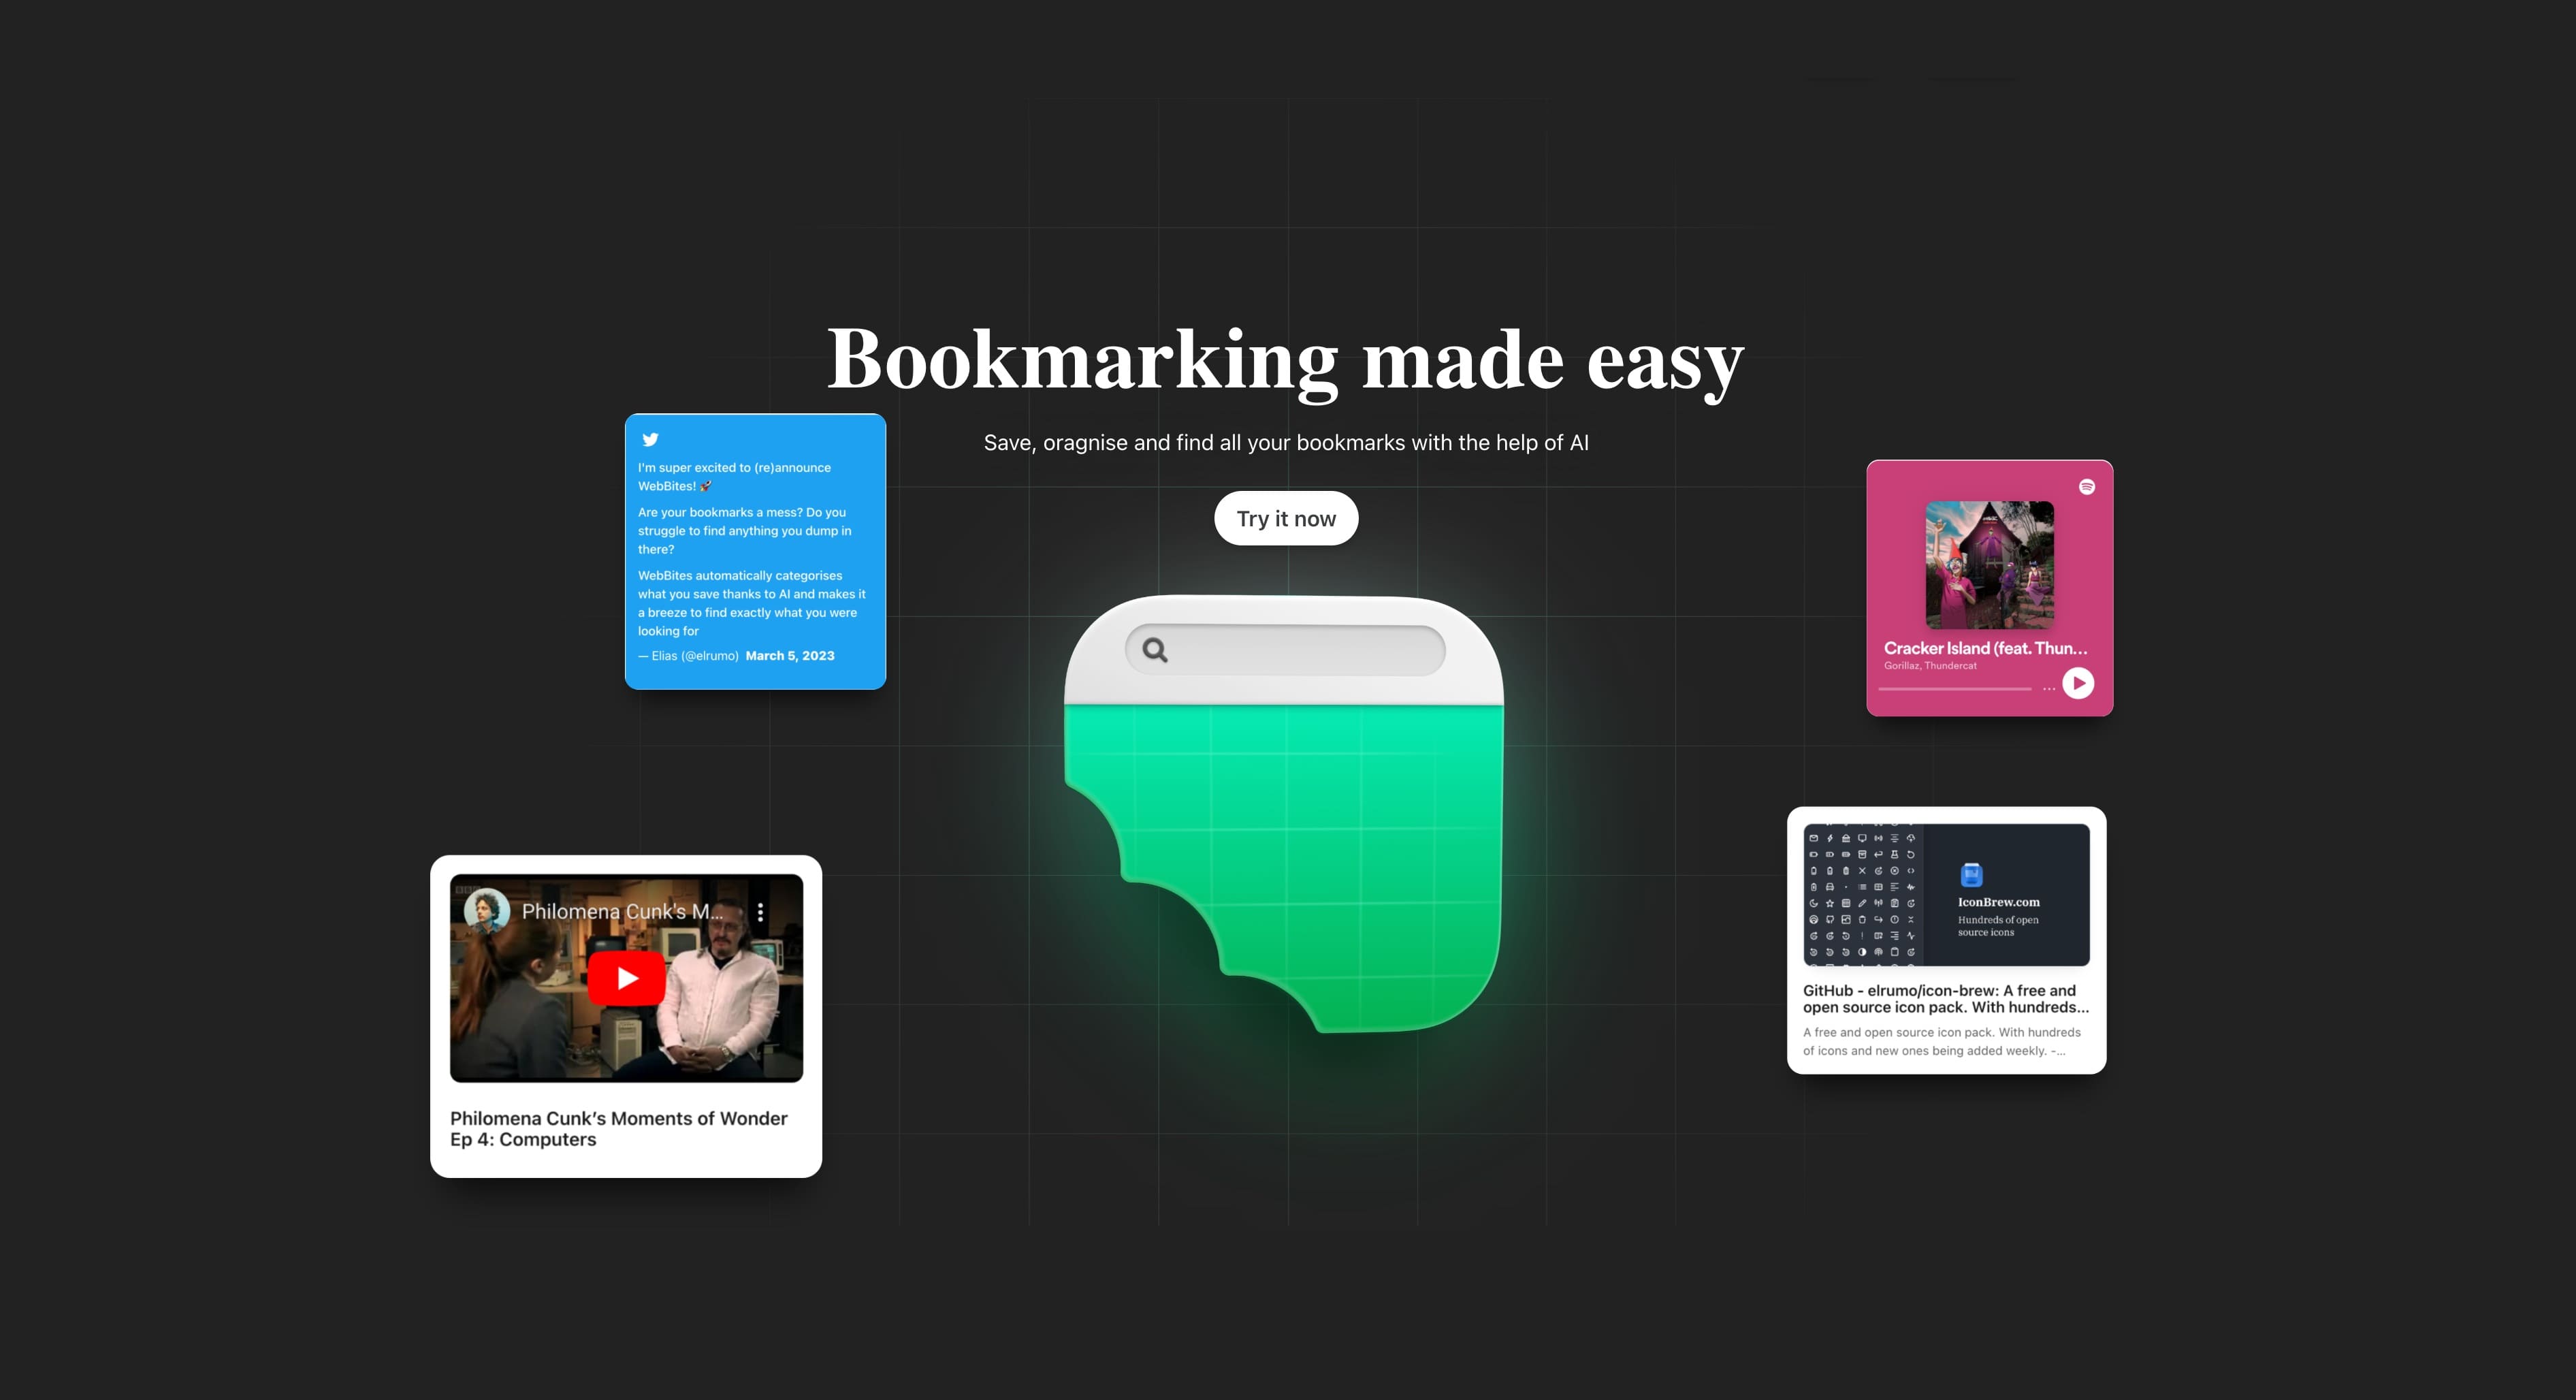 Bookmarking made easy
Save, oragnise and find all your bookmarks with the help of AI
Try it now
I'm super excited to (re)announce
WebBites! 🚀
Are your bookmarks a mess? Do you
struggle to find anything you dump in
there?
WebBites automatically categorises
what you save thanks to AI and makes it
a breeze to find exactly what you were
looking for
— Elias (@elrumo) March 5, 2023
Cracker Island (feat. Thun...
Gorillaz, Thundercat
BBC
Philomena Cunk's M...
Philomena Cunk’s Moments of Wonder
Ep 4: Computers
IconBrew.com
Hundreds of open
source icons
GitHub - elrumo/icon-brew: A free and
open source icon pack. With hundreds...
A free and open source icon pack. With hundreds
of icons and new ones being added weekly. -...